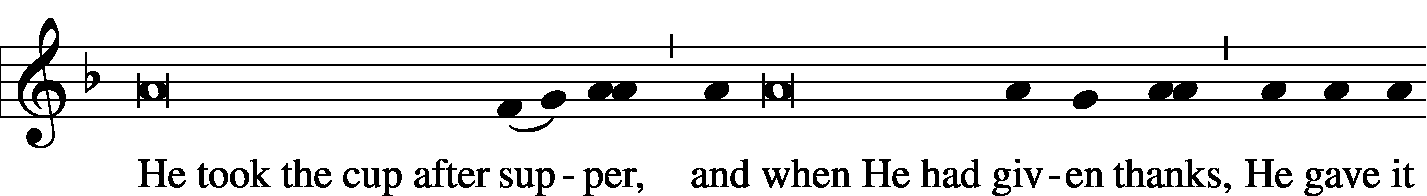 He took the cup after sup - per, and when He had giv - en thanks, He gave it